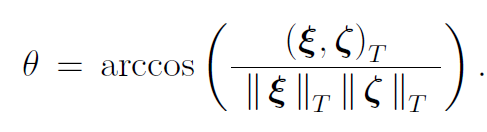 θ = arccos ( (ξ, ζ)_T / ‖ ξ ‖_T ‖ ζ ‖_T ) .